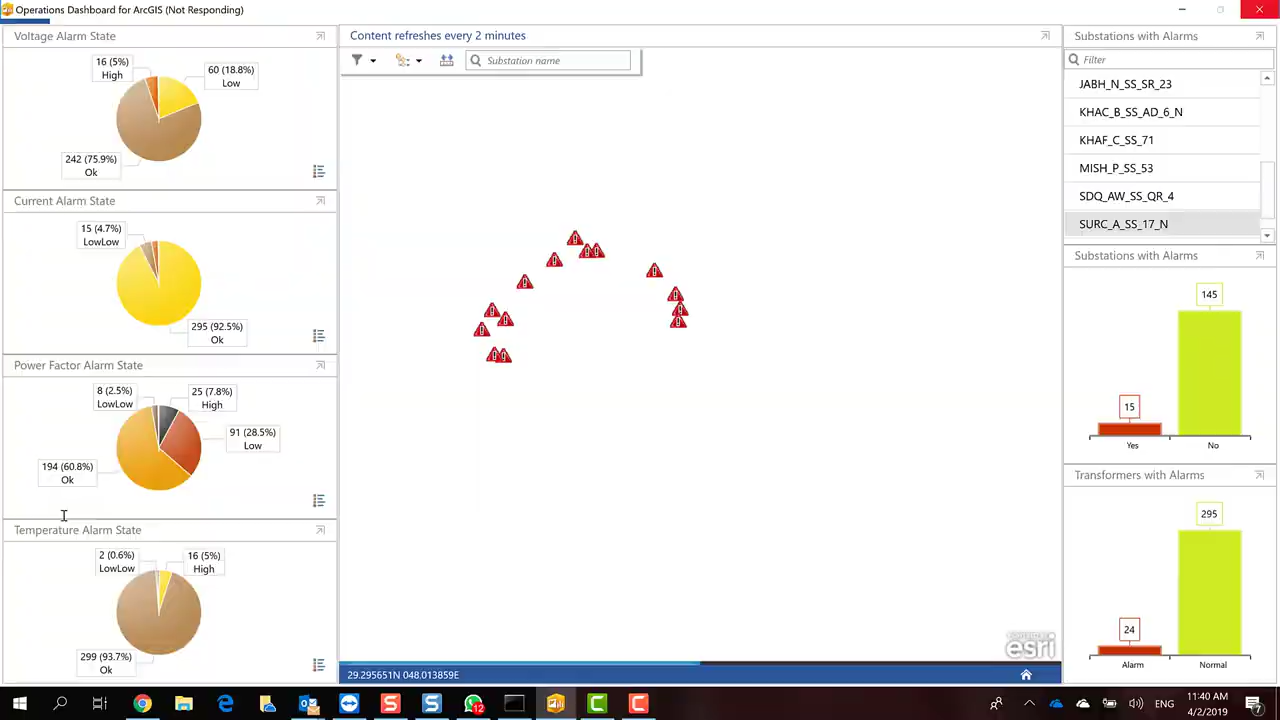 Operations Dashboard for ArcGIS (Not Responding)
Voltage Alarm State
16 (5%)
High
60 (18.8%)
Low
242 (75.9%)
Ok
Current Alarm State
15 (4.7%)
LowLow
295 (92.5%)
Ok
Power Factor Alarm State
8 (2.5%)
LowLow
25 (7.8%)
High
91 (28.5%)
Low
194 (60.8%)
Ok
Temperature Alarm State
2 (0.6%)
LowLow
16 (5%)
High
299 (93.7%)
Ok
Content refreshes every 2 minutes
Substation name
POWERED BY
esri
29.295651N 048.013859E
Substations with Alarms
Filter
JABH_N_SS_SR_23
KHAC_B_SS_AD_6_N
KHAF_C_SS_71
MISH_P_SS_53
SDQ_AW_SS_QR_4
SURC_A_SS_17_N
Substations with Alarms
145
15
Yes
No
Transformers with Alarms
295
24
Alarm
Normal
12
ENG
11:40 AM
4/2/2019
7